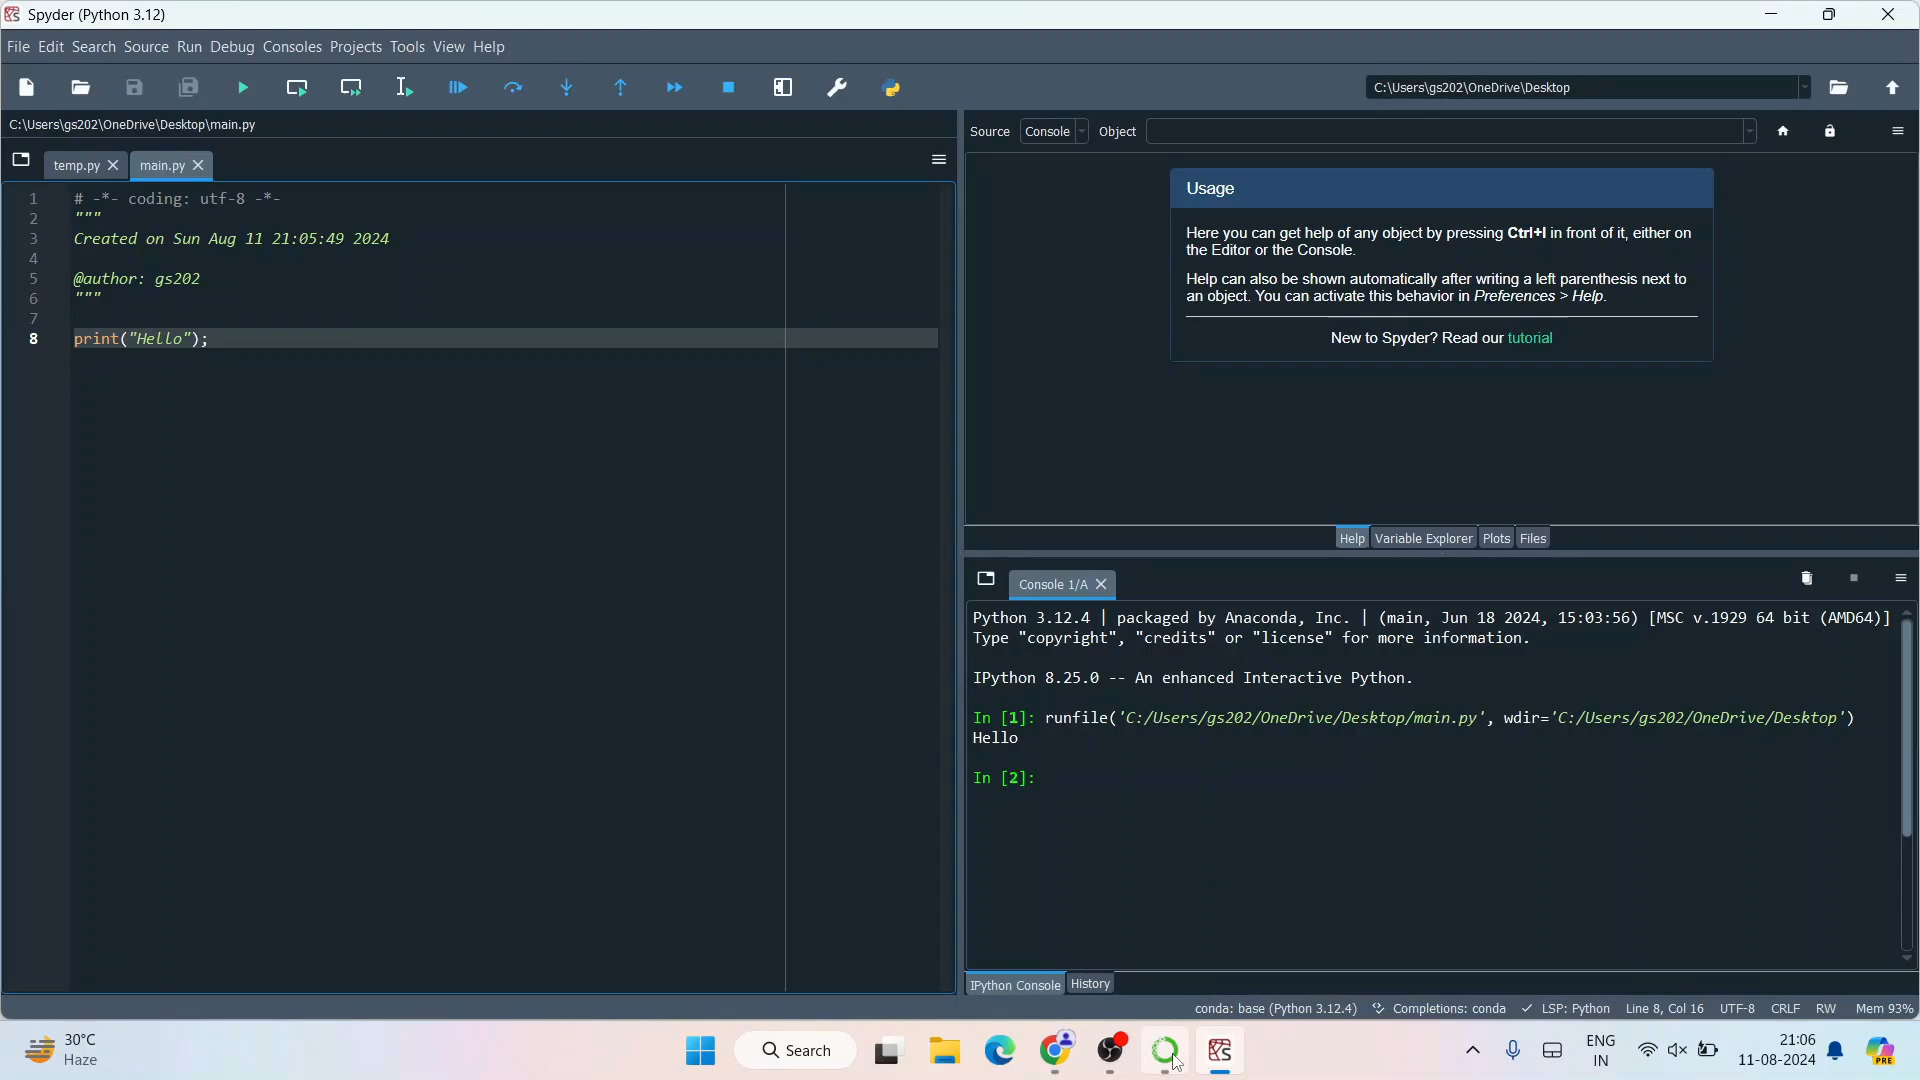 Spyder (Python 3.12)
File Edit Search Source Run Debug Consoles Projects Tools View Help
C:\Users\gs202\OneDrive\Desktop
C:\Users\gs202\OneDrive\Desktop\main.py
temp.py
main.py
1 # -*- coding: utf-8 -*-
2 """
3 Created on Sun Aug 11 21:05:49 2024
4
5 @author: gs202
6 """
7
8 print("Hello");
Source Console Object
Usage
Here you can get help of any object by pressing Ctrl+I in front of it, either on
the Editor or the Console.
Help can also be shown automatically after writing a left parenthesis next to
an object. You can activate this behavior in Preferences > Help.
New to Spyder? Read our tutorial
Help Variable Explorer Plots Files
Console 1/A
Python 3.12.4 | packaged by Anaconda, Inc. | (main, Jun 18 2024, 15:03:56) [MSC v.1929 64 bit (AMD64)]
Type "copyright", "credits" or "license" for more information.
IPython 8.25.0 -- An enhanced Interactive Python.
In [1]: runfile('C:/Users/gs202/OneDrive/Desktop/main.py', wdir='C:/Users/gs202/OneDrive/Desktop')
Hello
In [2]:
IPython Console History
conda: base (Python 3.12.4) Completions: conda LSP: Python Line 8, Col 16 UTF-8 CRLF RW Mem 93%
30°C
Haze
Search
ENG
IN
21:06
11-08-2024
PRE